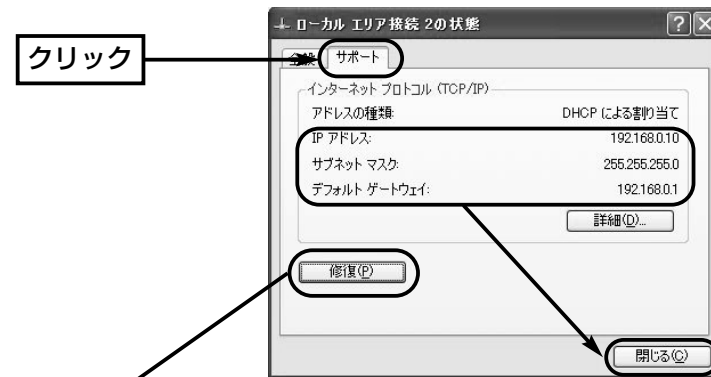 ローカル エリア接続 2の状態
クリック
全般 サポート
インターネット プロトコル (TCP/IP)
アドレスの種類: DHCP による割り当て
IP アドレス: 192.168.0.10
サブネット マスク: 255.255.255.0
デフォルト ゲートウェイ: 192.168.0.1
詳細(D)...
修復(P)
閉じる(C)